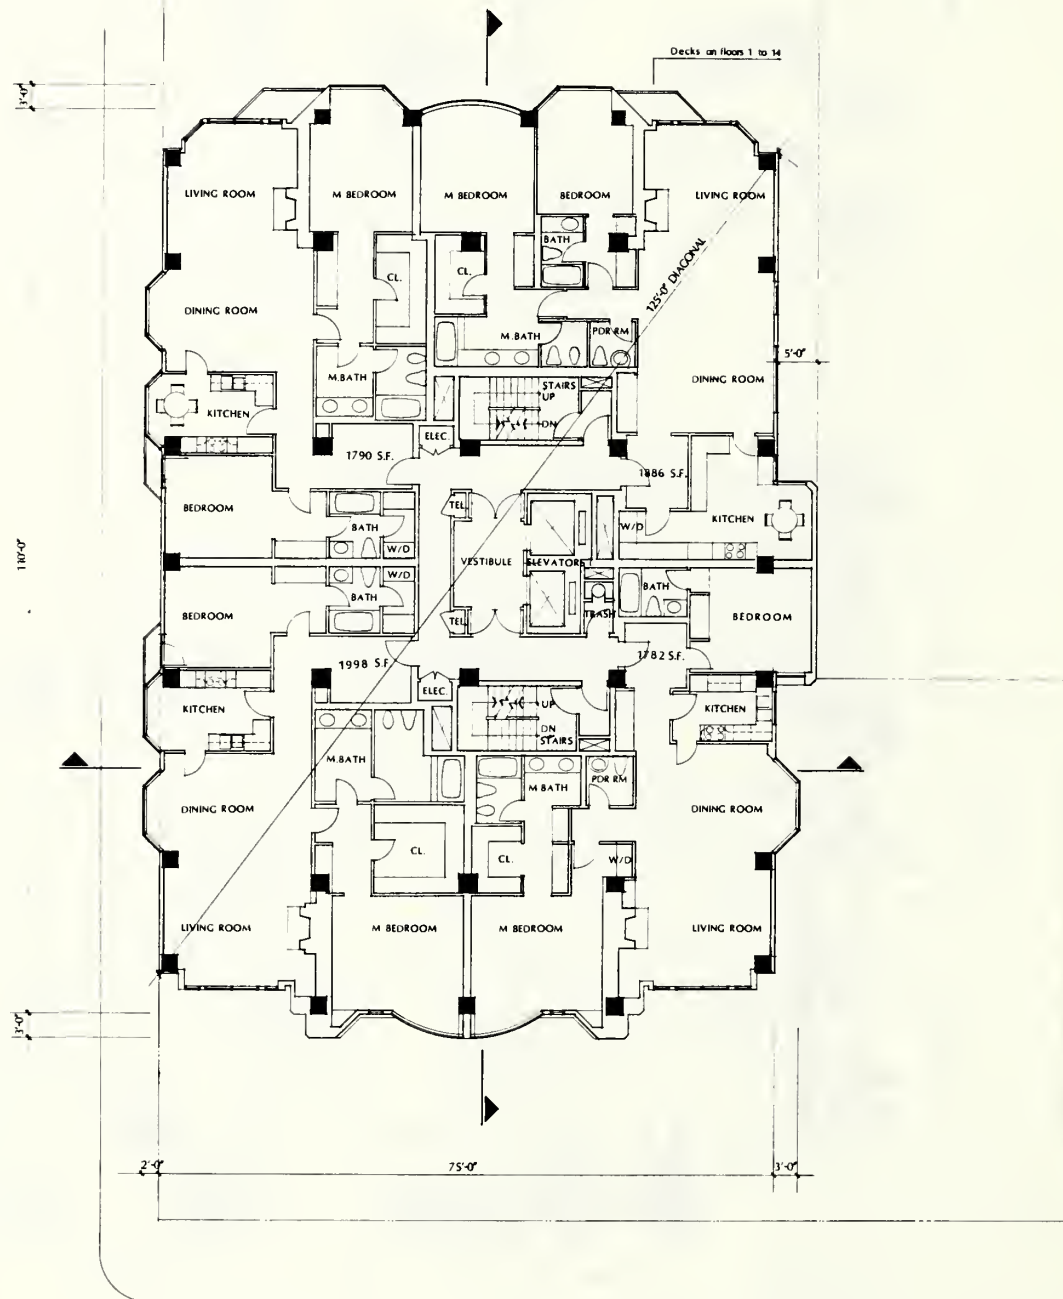 Decks on floors 1 to 14
3'-0"
LIVING ROOM
M BEDROOM
M BEDROOM
BEDROOM
LIVING ROOM
BATH
125'-0" DIAGONAL
CL.
CL.
DINING ROOM
M.BATH
PDR RM
5'-0"
M.BATH
DINING ROOM
STAIRS
UP
KITCHEN
DN
ELEC.
1790 S.F.
1886 S.F.
BEDROOM
TEL.
KITCHEN
BATH
W/D
W/D
110'-0"
VESTIBULE
ELEVATORS
W/D
BATH
BATH
BEDROOM
TEL.
TRASH
BEDROOM
1998 S.F.
1782 S.F.
ELEC.
KITCHEN
UP
KITCHEN
DN
STAIRS
M.BATH
PDR RM
M BATH
DINING ROOM
DINING ROOM
CL.
CL.
W/D
LIVING ROOM
M BEDROOM
M BEDROOM
LIVING ROOM
3'-0"
2'-0"
75'-0"
3'-0"